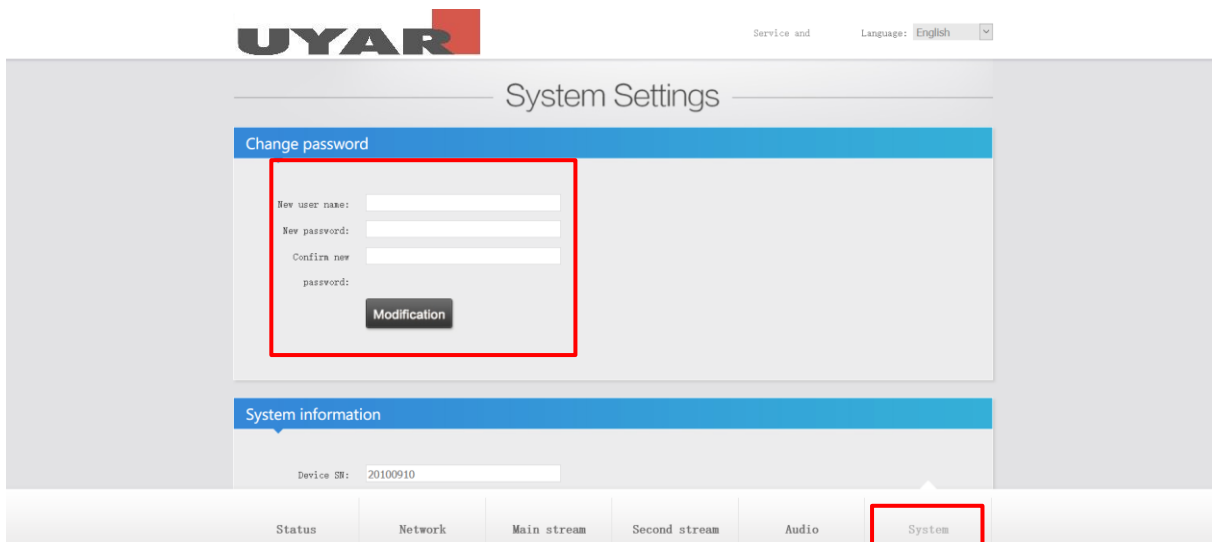 UYAR
Service and Language: English
System Settings
Change password
New user name:
New password:
Confirm new
password:
Modification
System information
Device SN: 20100910
Status Network Main stream Second stream Audio System